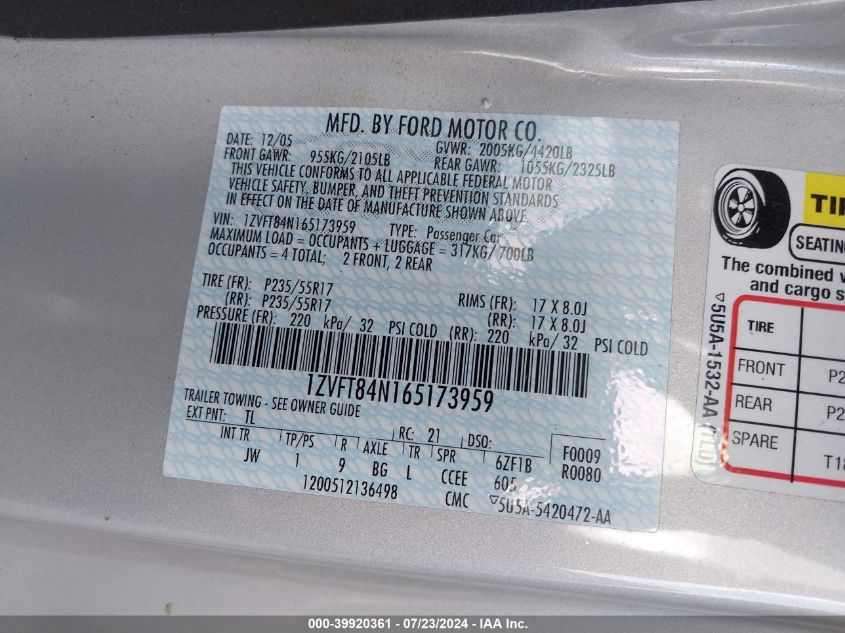 MFD. BY FORD MOTOR CO.
DATE: 12/05 GVWR: 2005KG/4420LB
FRONT GAWR: 955KG/2105LB REAR GAWR: 1055KG/2325LB
THIS VEHICLE CONFORMS TO ALL APPLICABLE FEDERAL MOTOR
VEHICLE SAFETY, BUMPER, AND THEFT PREVENTION STANDARDS
IN EFFECT ON THE DATE OF MANUFACTURE SHOWN ABOVE.
VIN: 1ZVFT84N165173959 TYPE: Passenger Car
MAXIMUM LOAD = OCCUPANTS + LUGGAGE = 317KG/700LB
OCCUPANTS = 4 TOTAL; 2 FRONT, 2 REAR
TIRE (FR): P235/55R17 RIMS (FR): 17 X 8.0J
(RR): P235/55R17 (RR): 17 X 8.0J
PRESSURE (FR): 220 kPa/ 32 PSI COLD (RR): 220 kPa/ 32 PSI COLD
1ZVFT84N165173959
TRAILER TOWING - SEE OWNER GUIDE
EXT PNT: TL RC: 21 DSO: F0009
INT TR TP/PS R AXLE TR SPR 6ZF1B R0080
JW 1 9 BG L CCEE 605
1200512136498 CMC ▽5U5A-5420472-AA
TIR
SEATING
The combined
and cargo
▽5U5A-1532-AA (TL0)
TIRE
FRONT P2
REAR P2
SPARE T18
000-39920361 - 07/23/2024 - IAA Inc.